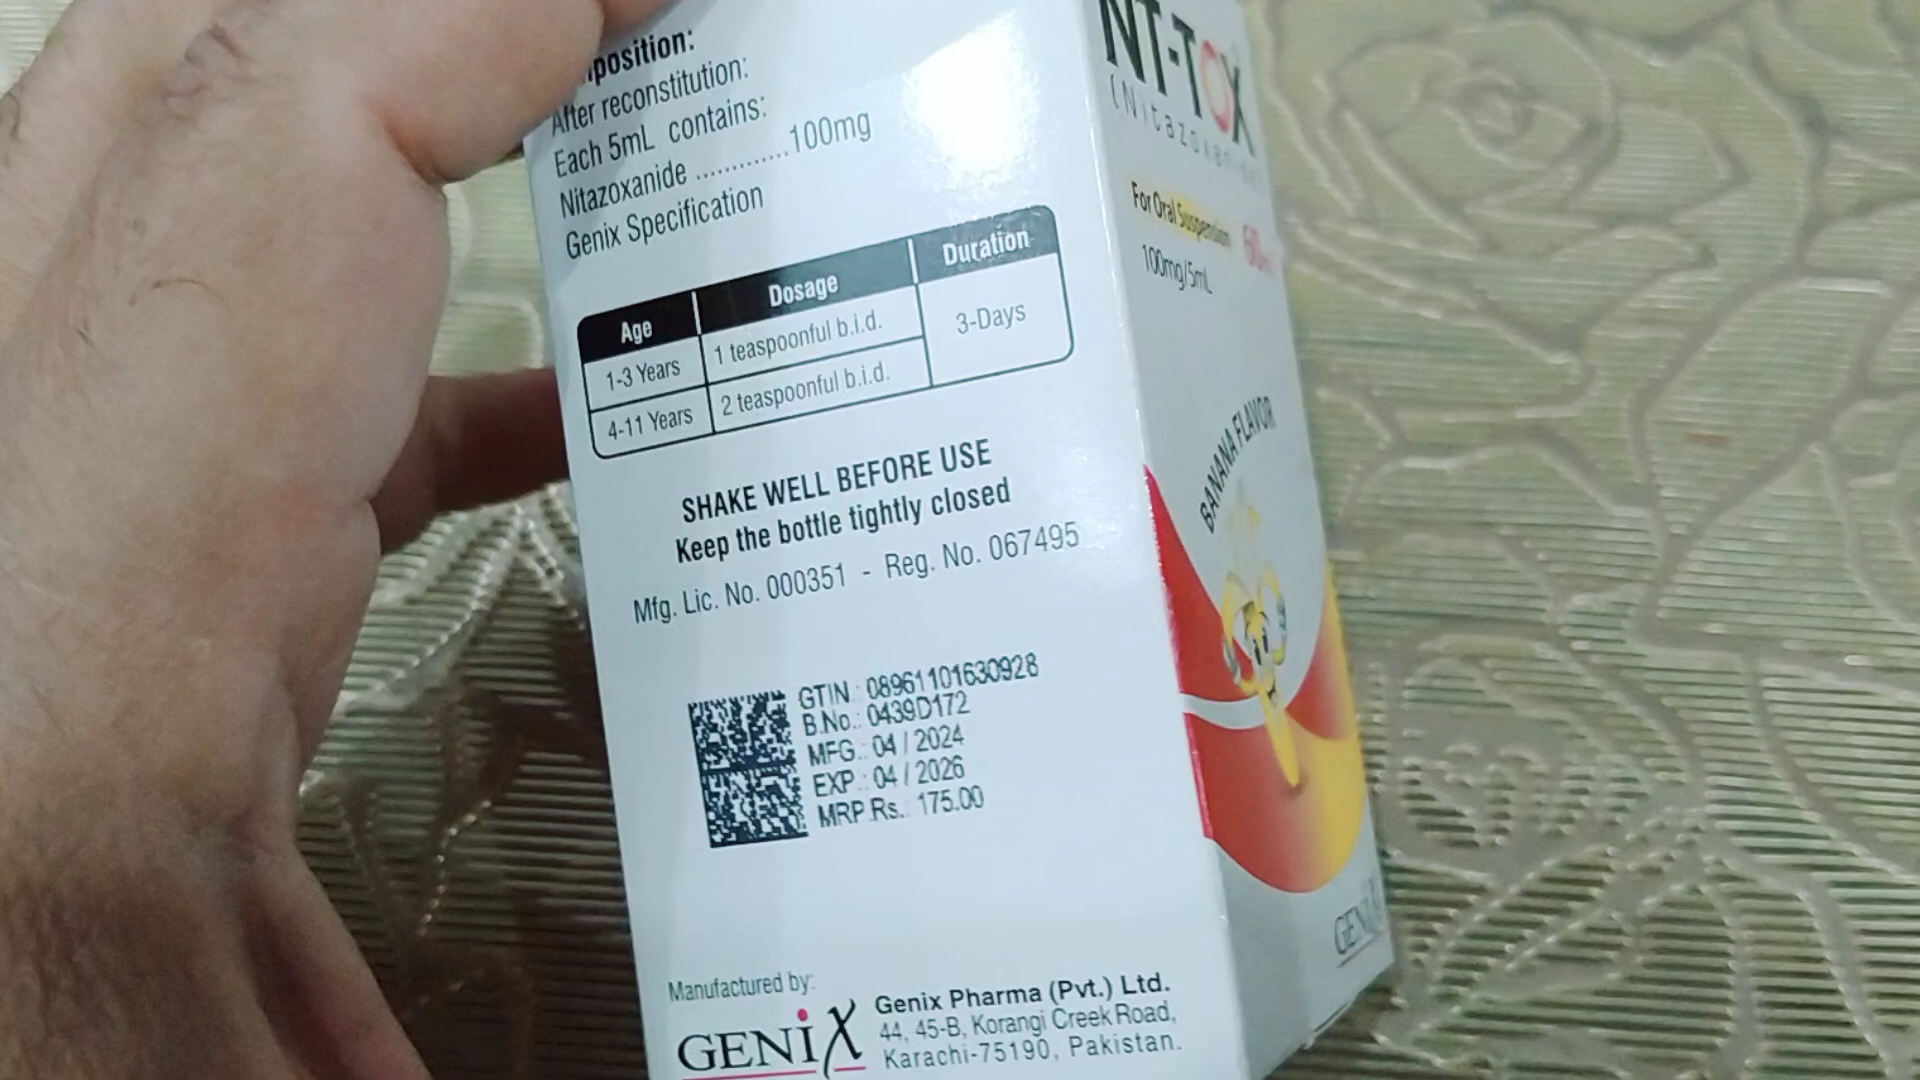 position:
After reconstitution:
Each 5mL contains:
Nitazoxanide ............100mg
Genix Specification
Age Dosage Duration
1-3 Years 1 teaspoonful b.i.d. 3-Days
4-11 Years 2 teaspoonful b.i.d.
SHAKE WELL BEFORE USE
Keep the bottle tightly closed
Mfg. Lic. No. 000351 - Reg. No. 067495
GTIN : 08961101630928
B.No.: 0439D172
MFG.: 04 / 2024
EXP.: 04 / 2026
MRP.Rs.: 175.00
Manufactured by:
GENiX
Genix Pharma (Pvt.) Ltd.
44, 45-B, Korangi Creek Road,
Karachi-75190, Pakistan.
NT-TOX
(Nitazoxanide)
For Oral Suspension 60mL
100mg/5mL
BANANA FLAVOR
GENiX